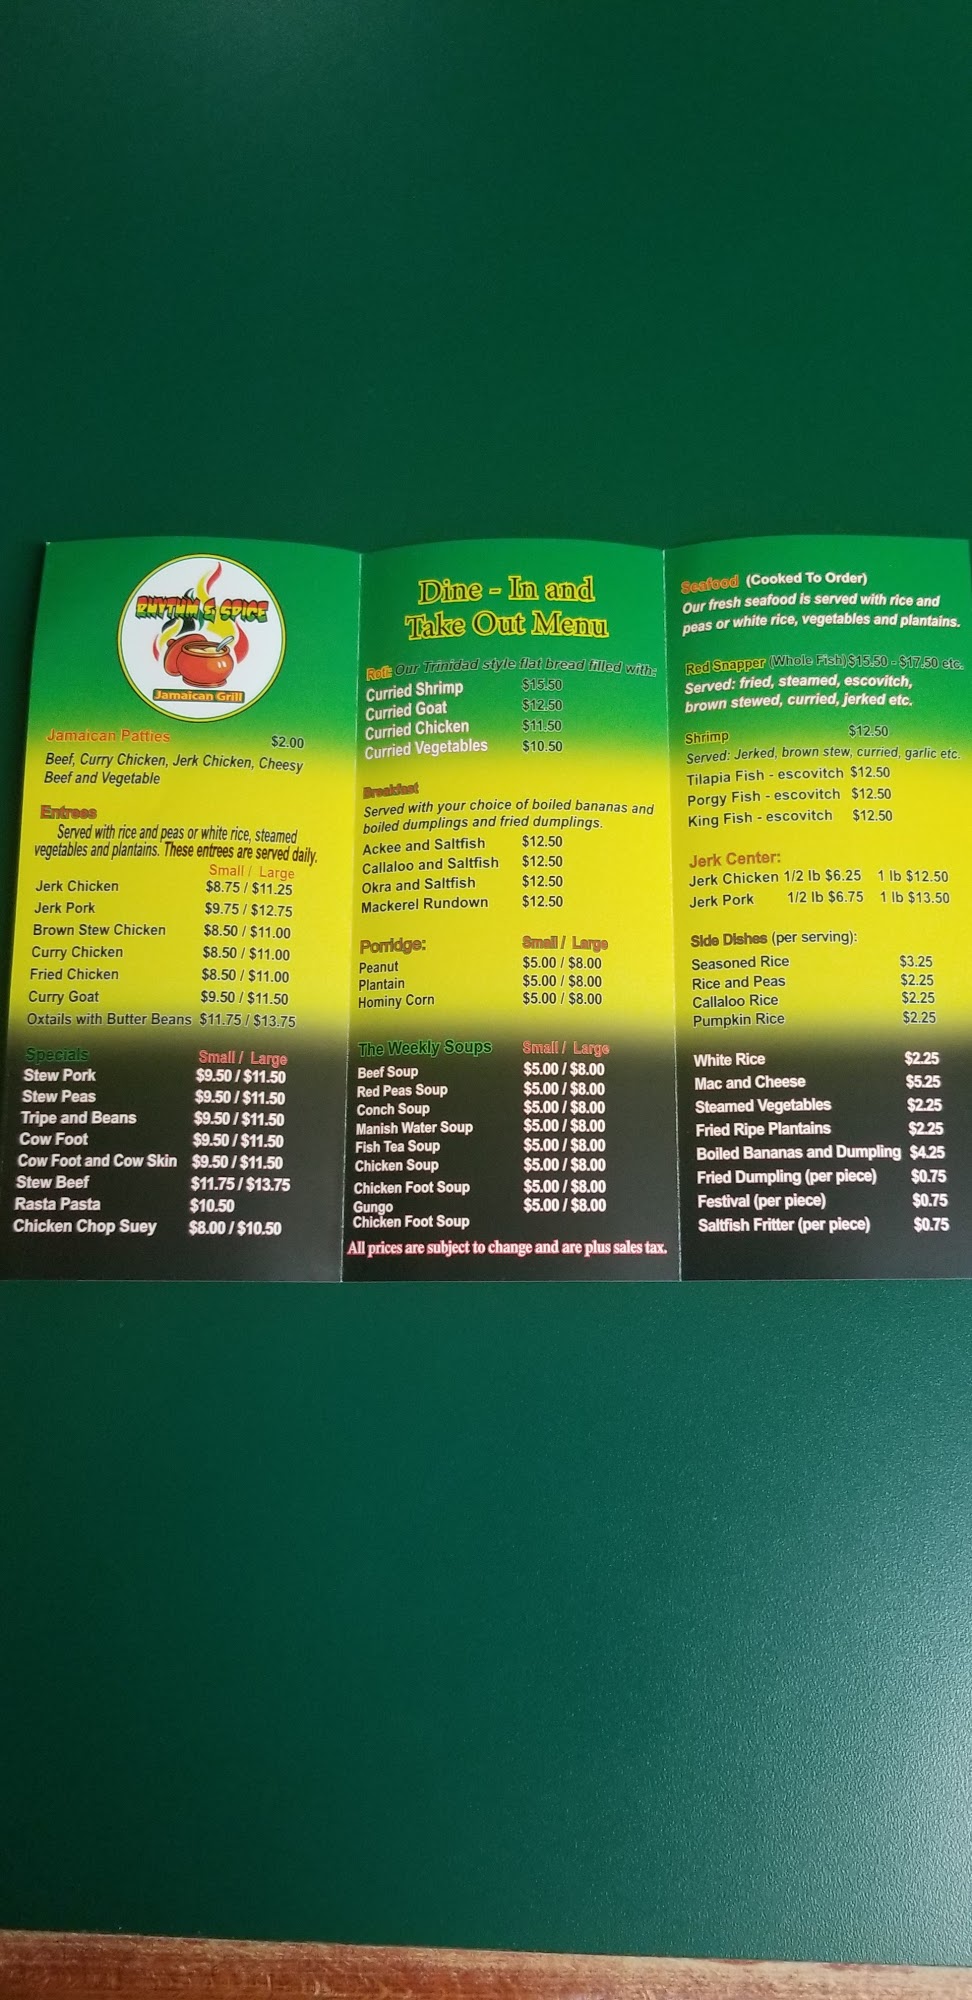 RHYTHM & SPICE
Jamaican Grill
Jamaican Patties $2.00
Beef, Curry Chicken, Jerk Chicken, Cheesy
Beef and Vegetable
Entrees
Served with rice and peas or white rice, steamed
vegetables and plantains. These entrees are served daily.
Small / Large
Jerk Chicken $8.75 / $11.25
Jerk Pork $9.75 / $12.75
Brown Stew Chicken $8.50 / $11.00
Curry Chicken $8.50 / $11.00
Fried Chicken $8.50 / $11.00
Curry Goat $9.50 / $11.50
Oxtails with Butter Beans $11.75 / $13.75
Specials Small / Large
Stew Pork $9.50 / $11.50
Stew Peas $9.50 / $11.50
Tripe and Beans $9.50 / $11.50
Cow Foot $9.50 / $11.50
Cow Foot and Cow Skin $9.50 / $11.50
Stew Beef $11.75 / $13.75
Rasta Pasta $10.50
Chicken Chop Suey $8.00 / $10.50
Dine - In and
Take Out Menu
Roti: Our Trinidad style flat bread filled with:
Curried Shrimp $15.50
Curried Goat $12.50
Curried Chicken $11.50
Curried Vegetables $10.50
Breakfast
Served with your choice of boiled bananas and
boiled dumplings and fried dumplings.
Ackee and Saltfish $12.50
Callaloo and Saltfish $12.50
Okra and Saltfish $12.50
Mackerel Rundown $12.50
Porridge: Small / Large
Peanut $5.00 / $8.00
Plantain $5.00 / $8.00
Hominy Corn $5.00 / $8.00
The Weekly Soups Small / Large
Beef Soup $5.00 / $8.00
Red Peas Soup $5.00 / $8.00
Conch Soup $5.00 / $8.00
Manish Water Soup $5.00 / $8.00
Fish Tea Soup $5.00 / $8.00
Chicken Soup $5.00 / $8.00
Chicken Foot Soup $5.00 / $8.00
Gungo $5.00 / $8.00
Chicken Foot Soup
All prices are subject to change and are plus sales tax.
Seafood (Cooked To Order)
Our fresh seafood is served with rice and
peas or white rice, vegetables and plantains.
Red Snapper (Whole Fish) $15.50 - $17.50 etc.
Served: fried, steamed, escovitch,
brown stewed, curried, jerked etc.
Shrimp $12.50
Served: Jerked, brown stew, curried, garlic etc.
Tilapia Fish - escovitch $12.50
Porgy Fish - escovitch $12.50
King Fish - escovitch $12.50
Jerk Center:
Jerk Chicken 1/2 lb $6.25 1 lb $12.50
Jerk Pork 1/2 lb $6.75 1 lb $13.50
Side Dishes (per serving):
Seasoned Rice $3.25
Rice and Peas $2.25
Callaloo Rice $2.25
Pumpkin Rice $2.25
White Rice $2.25
Mac and Cheese $5.25
Steamed Vegetables $2.25
Fried Ripe Plantains $2.25
Boiled Bananas and Dumpling $4.25
Fried Dumpling (per piece) $0.75
Festival (per piece) $0.75
Saltfish Fritter (per piece) $0.75